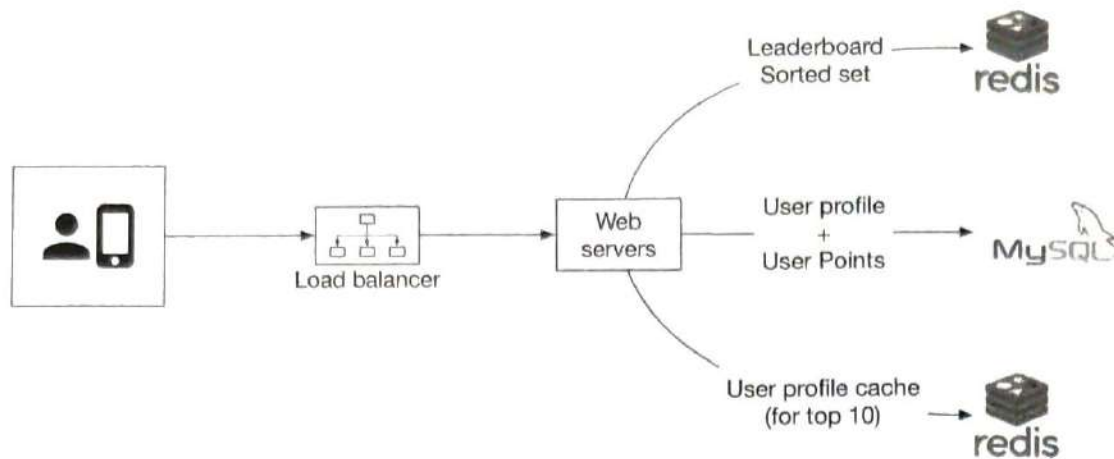 Leaderboard
Sorted set
redis
Load balancer
Web
servers
User profile
+
User Points
MySQL
User profile cache
(for top 10)
redis